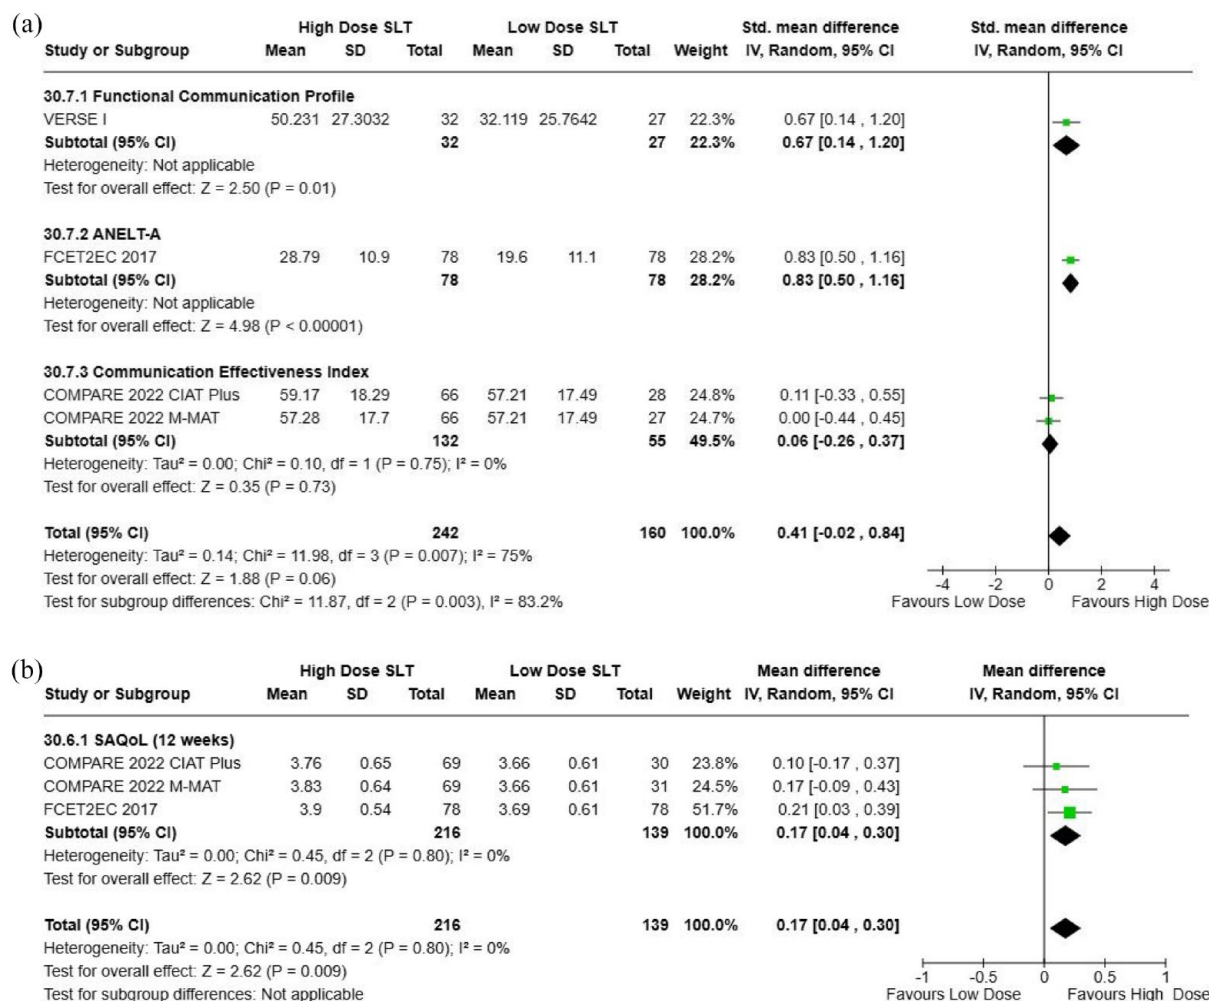 (a)
High Dose SLT Low Dose SLT Std. mean difference Std. mean difference
Study or Subgroup Mean SD Total Mean SD Total Weight IV, Random, 95% CI IV, Random, 95% CI
30.7.1 Functional Communication Profile
VERSE I 50.231 27.3032 32 32.119 25.7642 27 22.3% 0.67 [0.14 , 1.20]
Subtotal (95% CI) 32 27 22.3% 0.67 [0.14 , 1.20]
Heterogeneity: Not applicable
Test for overall effect: Z = 2.50 (P = 0.01)
30.7.2 ANELT-A
FCET2EC 2017 28.79 10.9 78 19.6 11.1 78 28.2% 0.83 [0.50 , 1.16]
Subtotal (95% CI) 78 78 28.2% 0.83 [0.50 , 1.16]
Heterogeneity: Not applicable
Test for overall effect: Z = 4.98 (P < 0.00001)
30.7.3 Communication Effectiveness Index
COMPARE 2022 CIAT Plus 59.17 18.29 66 57.21 17.49 28 24.8% 0.11 [-0.33 , 0.55]
COMPARE 2022 M-MAT 57.28 17.7 66 57.21 17.49 27 24.7% 0.00 [-0.44 , 0.45]
Subtotal (95% CI) 132 55 49.5% 0.06 [-0.26 , 0.37]
Heterogeneity: Tau² = 0.00; Chi² = 0.10, df = 1 (P = 0.75); I² = 0%
Test for overall effect: Z = 0.35 (P = 0.73)
Total (95% CI) 242 160 100.0% 0.41 [-0.02 , 0.84]
Heterogeneity: Tau² = 0.14; Chi² = 11.98, df = 3 (P = 0.007); I² = 75%
Test for overall effect: Z = 1.88 (P = 0.06)
-4 -2 0 2 4
Test for subgroup differences: Chi² = 11.87, df = 2 (P = 0.003), I² = 83.2%
Favours Low Dose Favours High Dose
(b)
High Dose SLT Low Dose SLT Mean difference Mean difference
Study or Subgroup Mean SD Total Mean SD Total Weight IV, Random, 95% CI IV, Random, 95% CI
30.6.1 SAQoL (12 weeks)
COMPARE 2022 CIAT Plus 3.76 0.65 69 3.66 0.61 30 23.8% 0.10 [-0.17 , 0.37]
COMPARE 2022 M-MAT 3.83 0.64 69 3.66 0.61 31 24.5% 0.17 [-0.09 , 0.43]
FCET2EC 2017 3.9 0.54 78 3.69 0.61 78 51.7% 0.21 [0.03 , 0.39]
Subtotal (95% CI) 216 139 100.0% 0.17 [0.04 , 0.30]
Heterogeneity: Tau² = 0.00; Chi² = 0.45, df = 2 (P = 0.80); I² = 0%
Test for overall effect: Z = 2.62 (P = 0.009)
Total (95% CI) 216 139 100.0% 0.17 [0.04 , 0.30]
Heterogeneity: Tau² = 0.00; Chi² = 0.45, df = 2 (P = 0.80); I² = 0%
Test for overall effect: Z = 2.62 (P = 0.009)
-1 -0.5 0 0.5 1
Test for subgroup differences: Not applicable
Favours Low Dose Favours High Dose